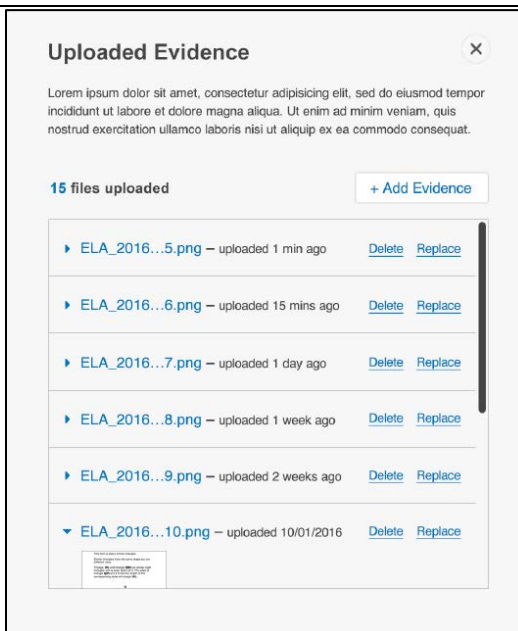 Uploaded Evidence
Lorem ipsum dolor sit amet, consectetur adipisicing elit, sed do eiusmod tempor
incididunt ut labore et dolore magna aliqua. Ut enim ad minim veniam, quis
nostrud exercitation ullamco laboris nisi ut aliquip ex ea commodo consequat.
15 files uploaded + Add Evidence
ELA_2016...5.png – uploaded 1 min ago Delete Replace
ELA_2016...6.png – uploaded 15 mins ago Delete Replace
ELA_2016...7.png – uploaded 1 day ago Delete Replace
ELA_2016...8.png – uploaded 1 week ago Delete Replace
ELA_2016...9.png – uploaded 2 weeks ago Delete Replace
ELA_2016...10.png – uploaded 10/01/2016 Delete Replace